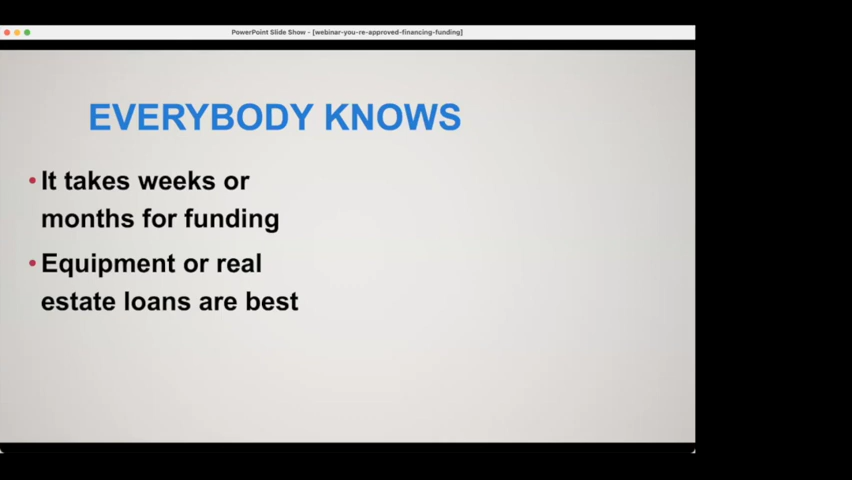 PowerPoint Slide Show - [webinar-you-re-approved-financing-funding]
EVERYBODY KNOWS
•It takes weeks or
months for funding
•Equipment or real
estate loans are best